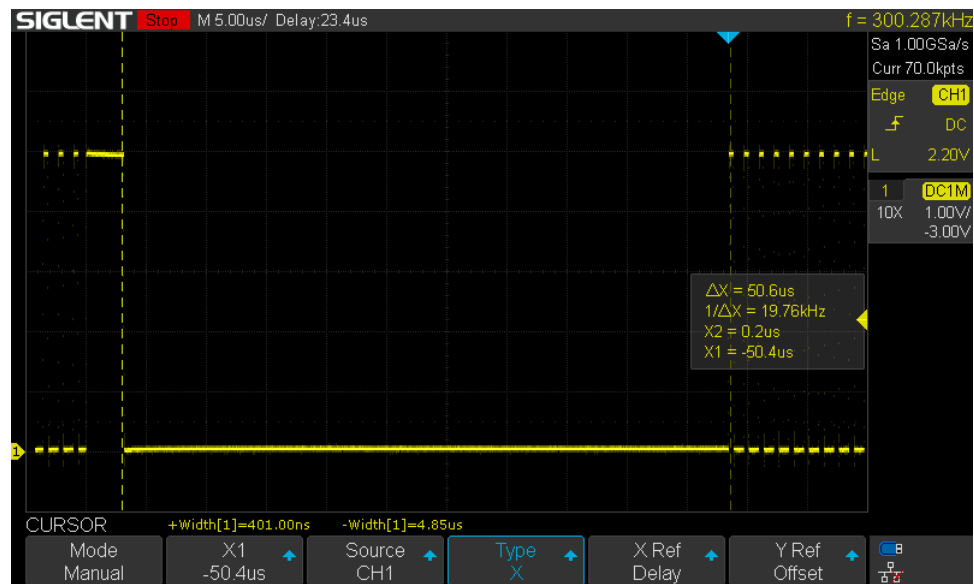 SIGLENT Stop M 5.00us/ Delay:23.4us f = 300.287kHz
Sa 1.00GSa/s
Curr 70.0kpts
Edge CH1
DC
L 2.20V
1 DC1M
10X 1.00V/
-3.00V
ΔX = 50.6us
1/ΔX = 19.76kHz
X2 = 0.2us
X1 = -50.4us
1
CURSOR +Width[1]=401.00ns -Width[1]=4.85us
Mode
Manual
X1
-50.4us
Source
CH1
Type
X
X Ref
Delay
Y Ref
Offset